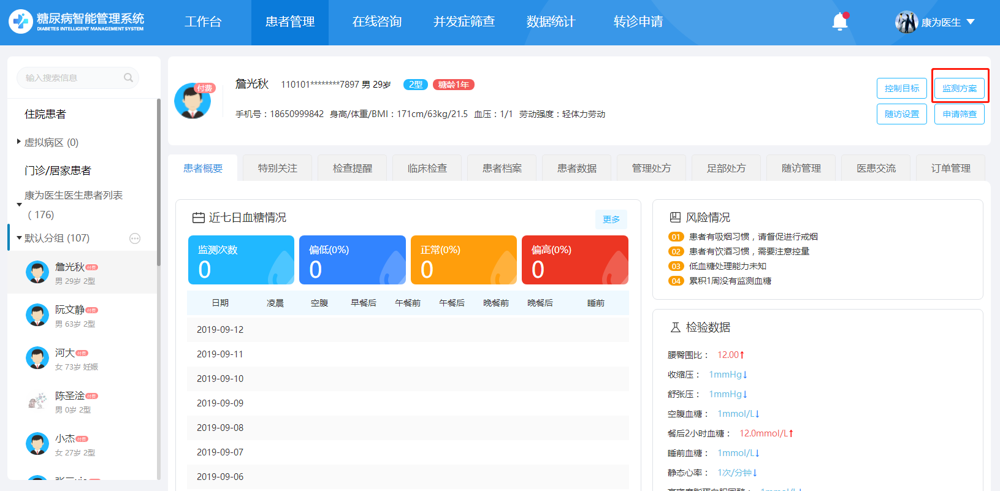 糖尿病智能管理系统
DIABETES INTELLIGENT MANAGEMENT SYSTEM
工作台
患者管理
在线咨询
并发症筛查
数据统计
转诊申请
康为医生
输入搜索信息
住院患者
虚拟病区 (0)
门诊/居家患者
康为医生医生患者列表
( 176)
默认分组 (107)
詹光秋 付费
男 29岁 2型
阮文静 付费
男 63岁 2型
河大 付费
女 73岁 妊娠
陈圣淦 付费
男 0岁 2型
小杰 付费
女 27岁 2型
付费
詹光秋 110101********7897 男 29岁 2型 糖龄1年
手机号：18650999842 身高/体重/BMI：171cm/63kg/21.5 血压：1/1 劳动强度：轻体力劳动
控制目标
监测方案
随访设置
申请筛查
患者概要
特别关注
检查提醒
临床检查
患者档案
患者数据
管理处方
足部处方
随访管理
医患交流
订单管理
近七日血糖情况
更多
监测次数
0
偏低(0%)
0
正常(0%)
0
偏高(0%)
0
日期 凌晨 空腹 早餐后 午餐前 午餐后 晚餐前 晚餐后 睡前
2019-09-12
2019-09-11
2019-09-10
2019-09-09
2019-09-08
2019-09-07
2019-09-06
风险情况
01 患者有吸烟习惯，请督促进行戒烟
02 患者有饮酒习惯，需要注意控量
03 低血糖处理能力未知
04 累积1周没有监测血糖
检验数据
腰臀围比： 12.00↑
收缩压： 1mmHg↓
舒张压： 1mmHg↓
空腹血糖： 1mmol/L↓
餐后2小时血糖： 12.0mmol/L↑
睡前血糖： 1mmol/L↓
静态心率： 1次/分钟↓